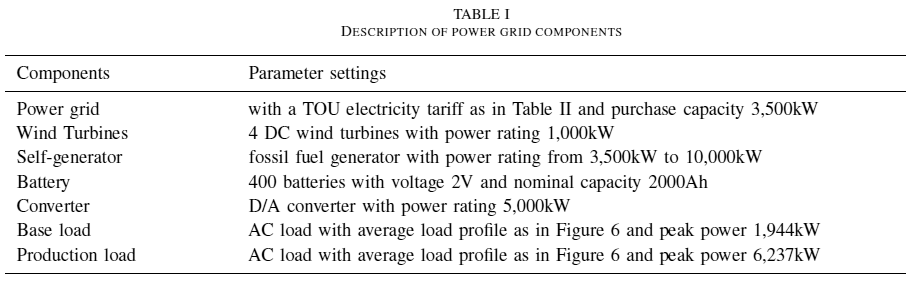 TABLE I
DESCRIPTION OF POWER GRID COMPONENTS
Components Parameter settings
Power grid with a TOU electricity tariff as in Table II and purchase capacity 3,500kW
Wind Turbines 4 DC wind turbines with power rating 1,000kW
Self-generator fossil fuel generator with power rating from 3,500kW to 10,000kW
Battery 400 batteries with voltage 2V and nominal capacity 2000Ah
Converter D/A converter with power rating 5,000kW
Base load AC load with average load profile as in Figure 6 and peak power 1,944kW
Production load AC load with average load profile as in Figure 6 and peak power 6,237kW